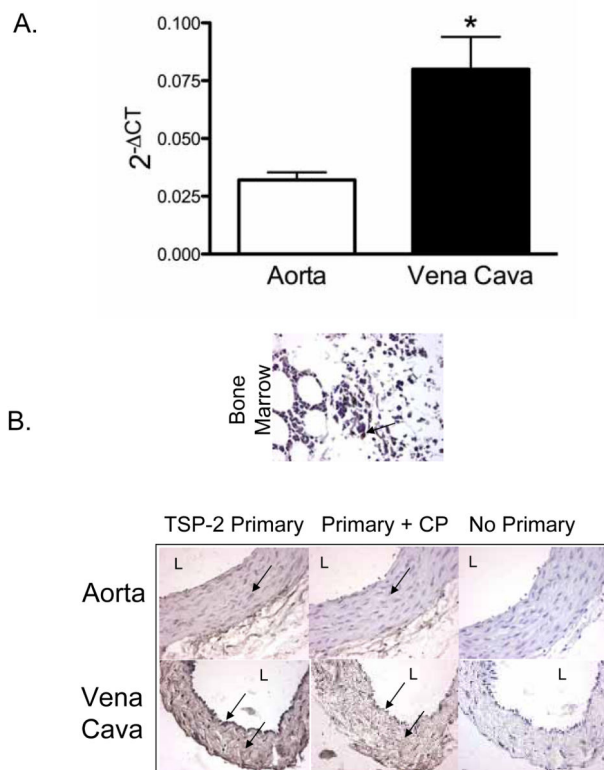 A.
0.100
0.075
0.050
0.025
0.000
2-ΔCT
*
Aorta
Vena Cava
B.
Bone
Marrow
TSP-2 Primary
Primary + CP
No Primary
Aorta
L
L
L
Vena
Cava
L
L
L